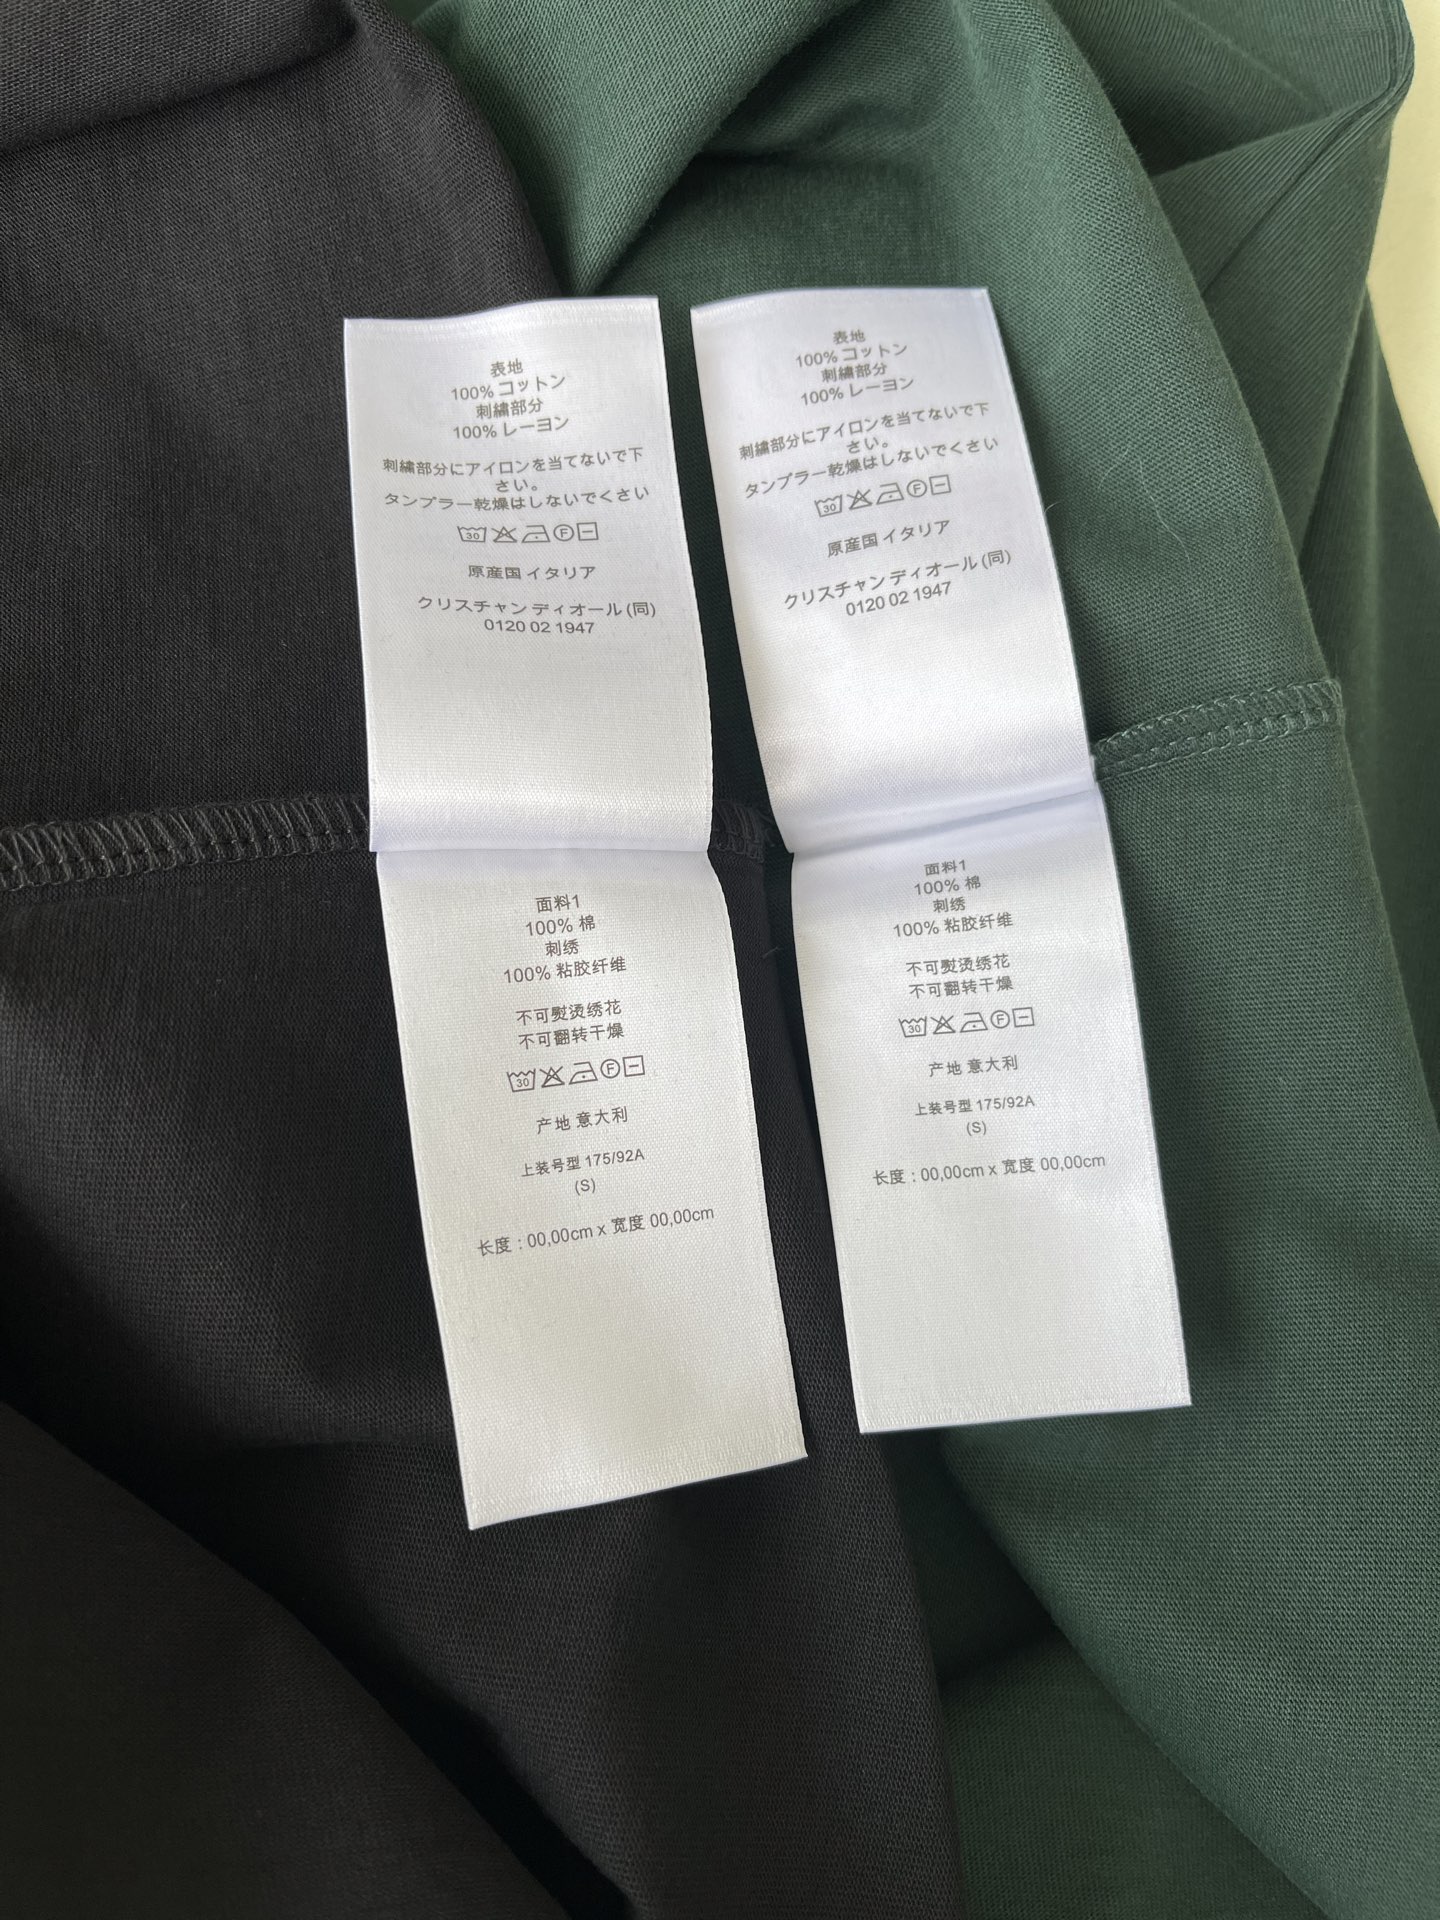 表地
100% コットン
刺繍部分
100% レーヨン
刺繍部分にアイロンを当てないで下
さい。
タンブラー乾燥はしないでください
30 F
原産国 イタリア
クリスチャン ディオール (同)
0120 02 1947
面料1
100% 棉
刺绣
100% 粘胶纤维
不可熨烫绣花
不可翻转干燥
30 F
产地 意大利
上装号型 175/92A
(S)
长度 : 00,00cm x 宽度 00,00cm
表地
100% コットン
刺繍部分
100% レーヨン
刺繍部分にアイロンを当てないで下
さい。
タンブラー乾燥はしないでください
30 F
原産国 イタリア
クリスチャン ディオール (同)
0120 02 1947
面料1
100% 棉
刺绣
100% 粘胶纤维
不可熨烫绣花
不可翻转干燥
30 F
产地 意大利
上装号型 175/92A
(S)
长度 : 00,00cm x 宽度 00,00cm